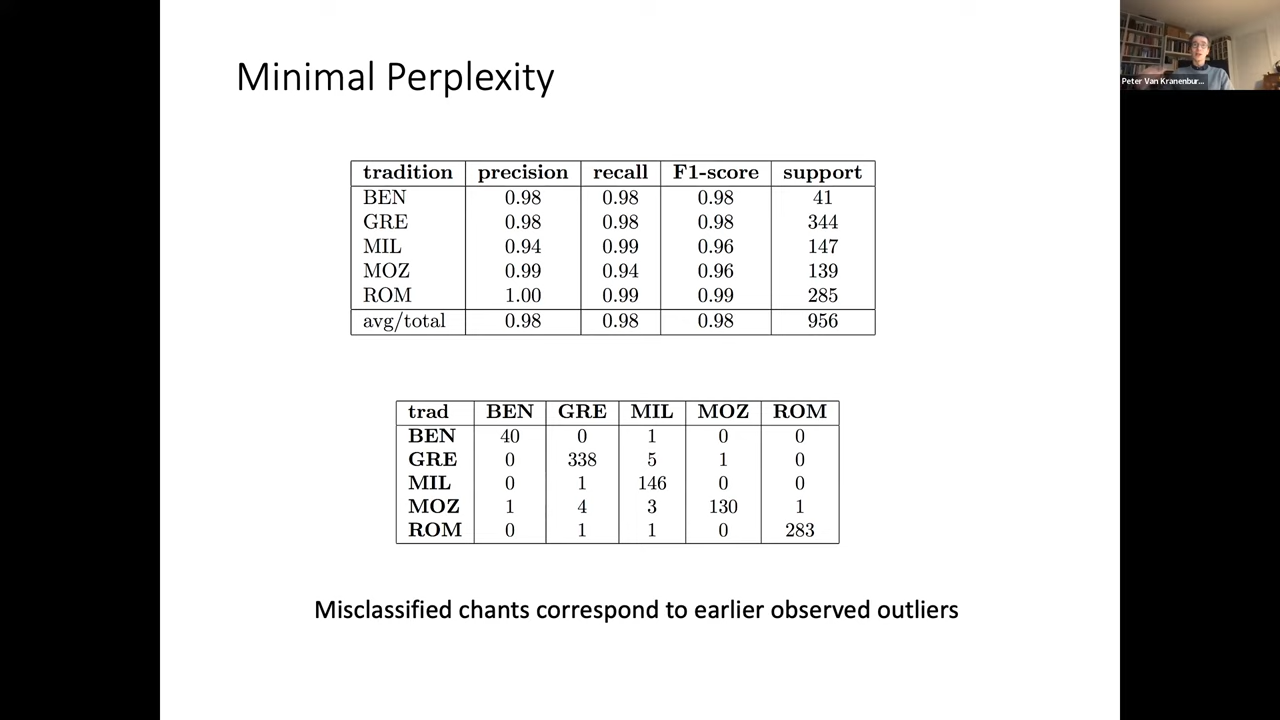 Minimal Perplexity
Peter Van Kranenbur...
tradition precision recall F1-score support
BEN 0.98 0.98 0.98 41
GRE 0.98 0.98 0.98 344
MIL 0.94 0.99 0.96 147
MOZ 0.99 0.94 0.96 139
ROM 1.00 0.99 0.99 285
avg/total 0.98 0.98 0.98 956
trad BEN GRE MIL MOZ ROM
BEN 40 0 1 0 0
GRE 0 338 5 1 0
MIL 0 1 146 0 0
MOZ 1 4 3 130 1
ROM 0 1 1 0 283
Misclassified chants correspond to earlier observed outliers